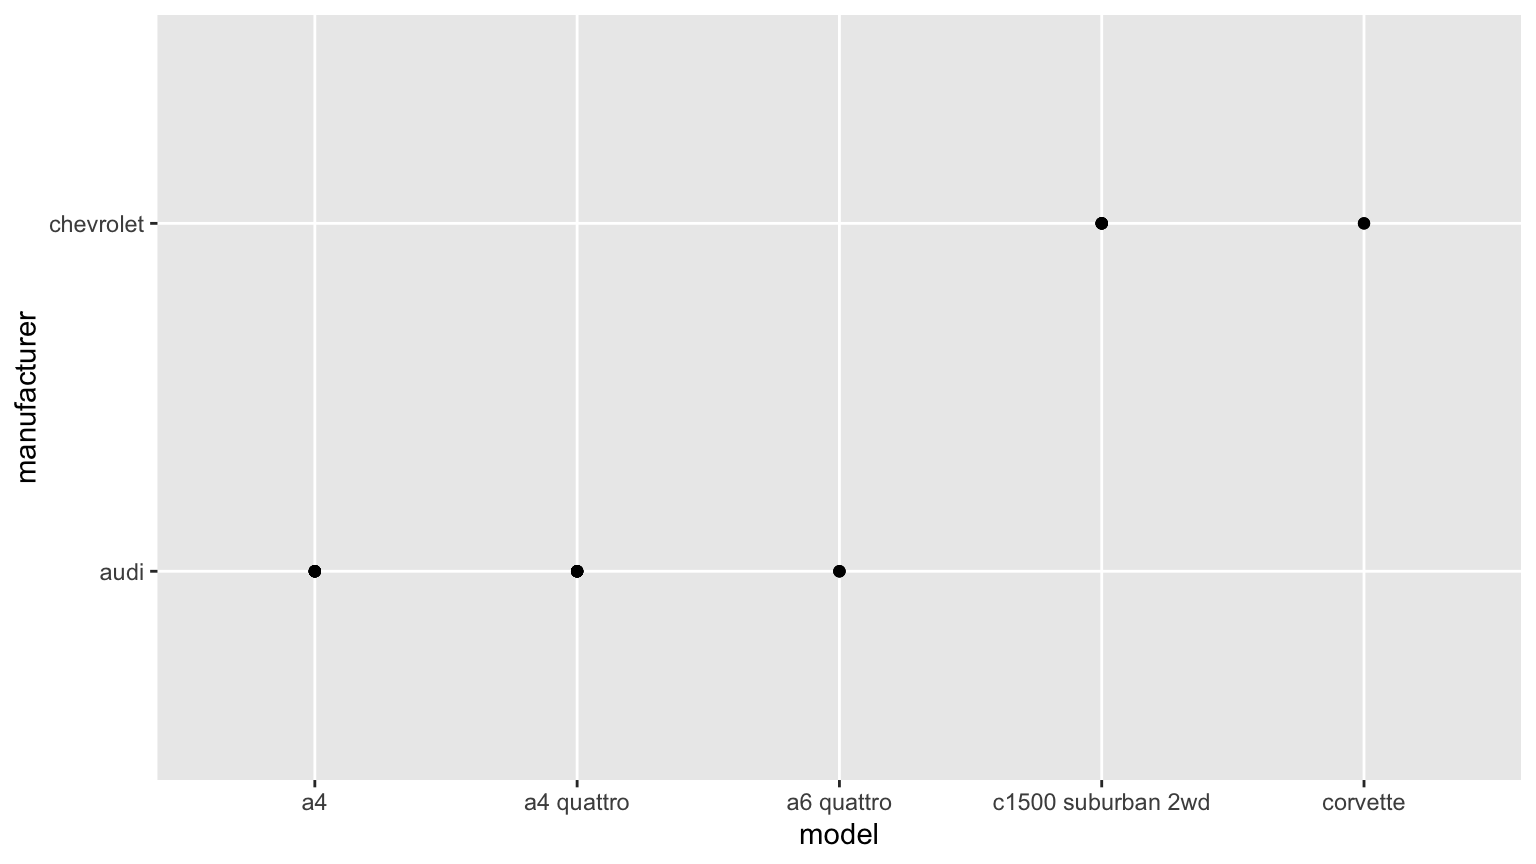 chevrolet
manufacturer
audi
a4
a4 quattro
a6 quattro
c1500 suburban 2wd
corvette
model